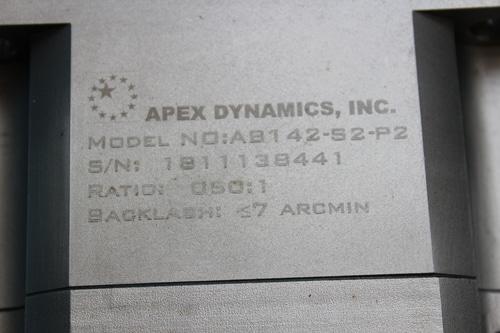 APEX DYNAMICS, INC.
MODEL NO:AB142-S2-P2
S/N: 1811138441
RATIO: 050:1
BACKLASH: ≤7 ARCMIN